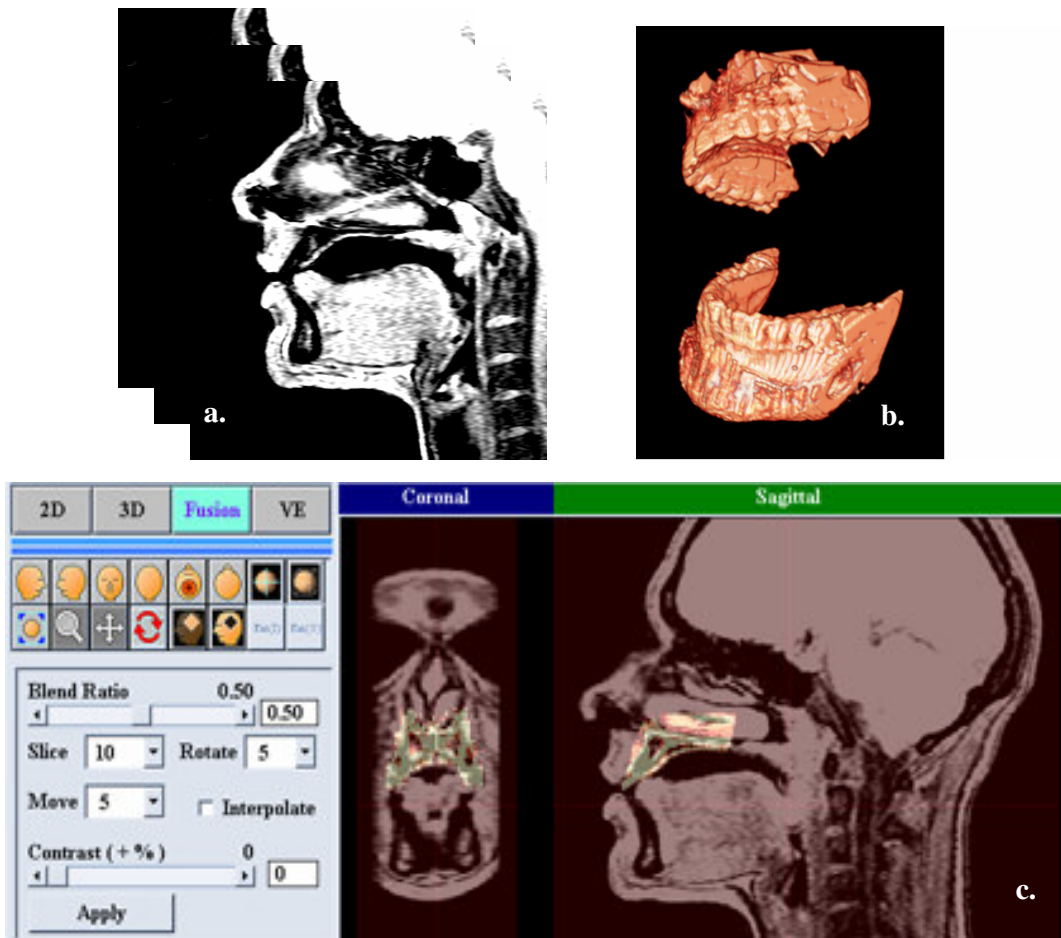 a.
b.
2D 3D Fusion VE
Coronal Sagittal
Blend Ratio 0.50
0.50
Slice 10 Rotate 5
Move 5 Interpolate
Contrast ( + % ) 0
0
Apply
c.